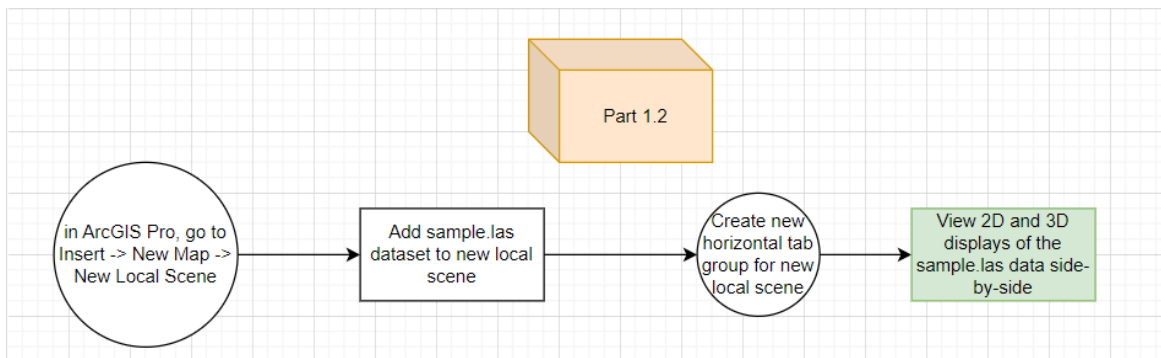 Part 1.2
in ArcGIS Pro, go to
Insert -> New Map ->
New Local Scene
Add sample.las
dataset to new local
scene
Create new
horizontal tab
group for new
local scene
View 2D and 3D
displays of the
sample.las data side-
by-side